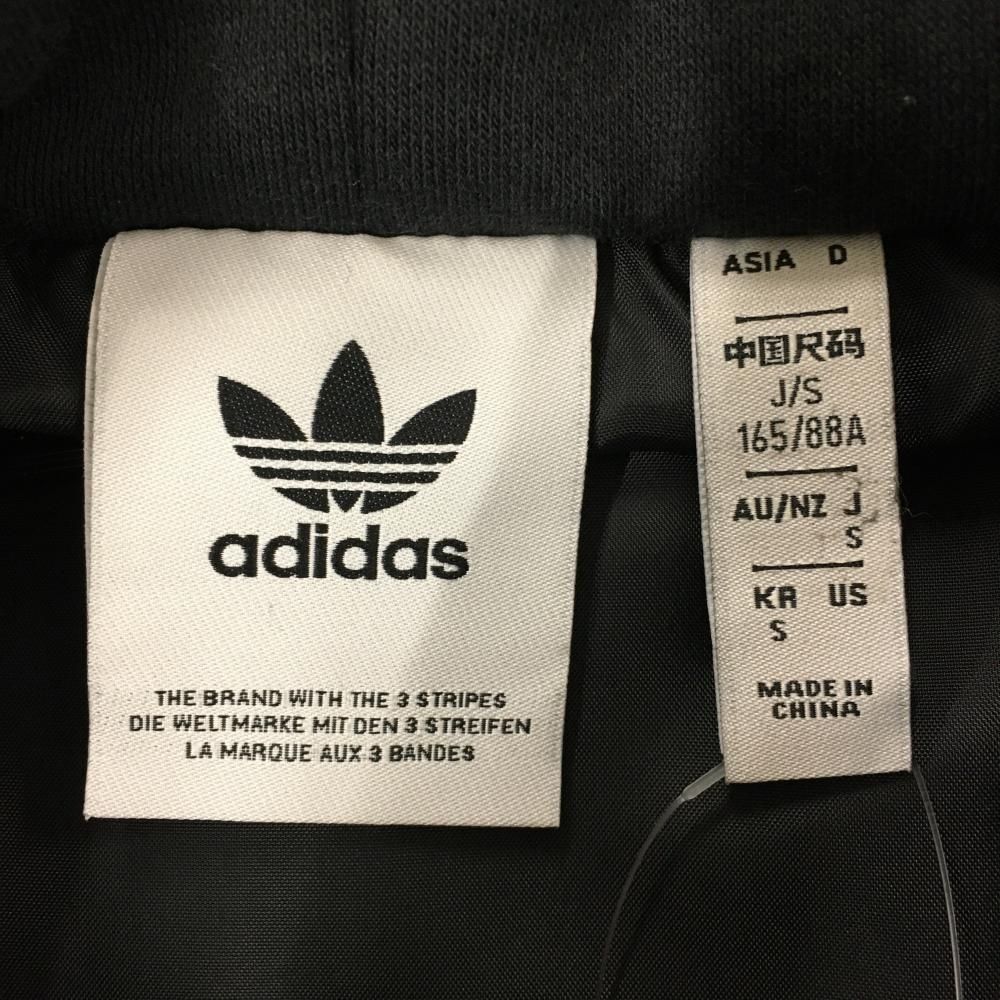 adidas
THE BRAND WITH THE 3 STRIPES
DIE WELTMARKE MIT DEN 3 STREIFEN
LA MARQUE AUX 3 BANDES
ASIA D
中国尺码
J/S
165/88A
AU/NZ J
S
KR US
S
MADE IN
CHINA